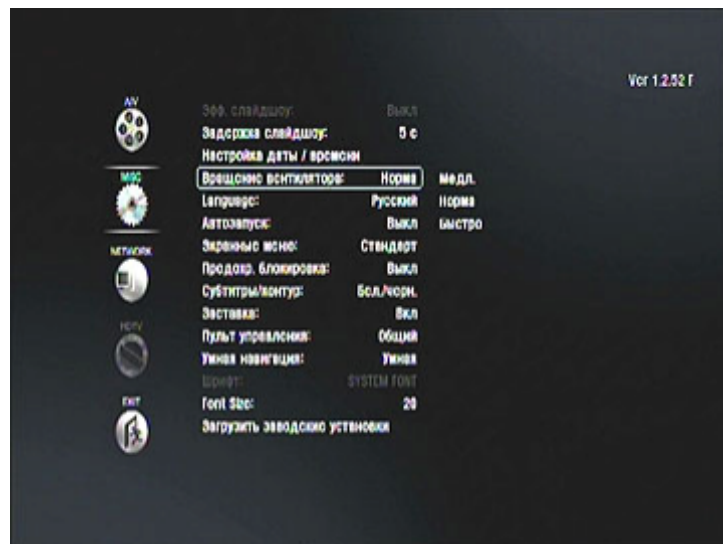 Ver 1.2.52 F
A/V
MISC
NETWORK
HDTV
EXIT
Эфф. слайдшоу: Выкл
Задержка слайдшоу: 5 с
Настройка даты / времени
Вращение вентилятора: Норма Медл.
Language: Русский Норма
Автозапуск: Выкл Быстро
Экранные меню: Стандарт
Предохр. блокировка: Выкл
Субтитры/контур: Бел./черн.
Заставка: Вкл
Пульт управления: Общий
Умная навигация: Умная
Шрифт: SYSTEM FONT
Font Size: 20
Загрузить заводские установки